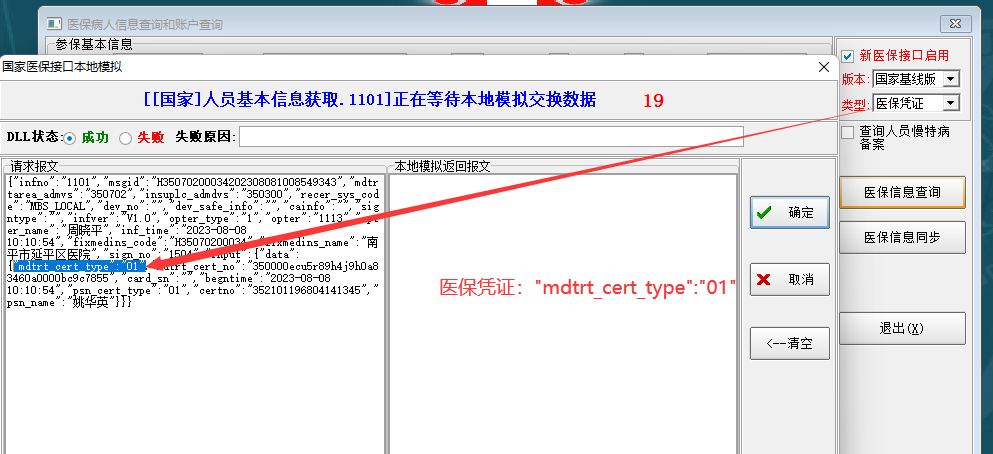 医保病人信息查询和账户查询
参保基本信息
国家医保接口本地模拟
[[国家]人员基本信息获取.1101]正在等待本地模拟交换数据 19
DLL状态: 成功 失败 失败原因:
请求报文
{"infno":"1101","msgid":"H35070200034202308081008549343","mdtr
tarea_admvs":"350702","insuplc_admdvs":"350300","recer_sys_cod
e":"MBS_LOCAL","dev_no":"","dev_safe_info":"","cainfo":"","sig
ntype":"","infver":"V1.0","opter_type":"1","opter":"1113","opt
er_name":"周晓平","inf_time":"2023-08-08
10:10:54","fixmedins_code":"H35070200034","fixmedins_name":"南
平市延平区医院","sign_no":"1504","input":{"data":
{"mdtrt_cert_type":"01","mdtrt_cert_no":"350000ecu5r89h4j9h0a8
3460a0000bc9c7855","card_sn":"","begntime":"2023-08-08
10:10:54","psn_cert_type":"01","certno":"352101196804141345","
psn_name":"姚华英"}}}
本地模拟返回报文
医保凭证："mdtrt_cert_type":"01"
确定
取消
<--清空
新医保接口启用
版本: 国家基线版
类型: 医保凭证
查询人员慢特病
备案
医保信息查询
医保信息同步
退出(X)